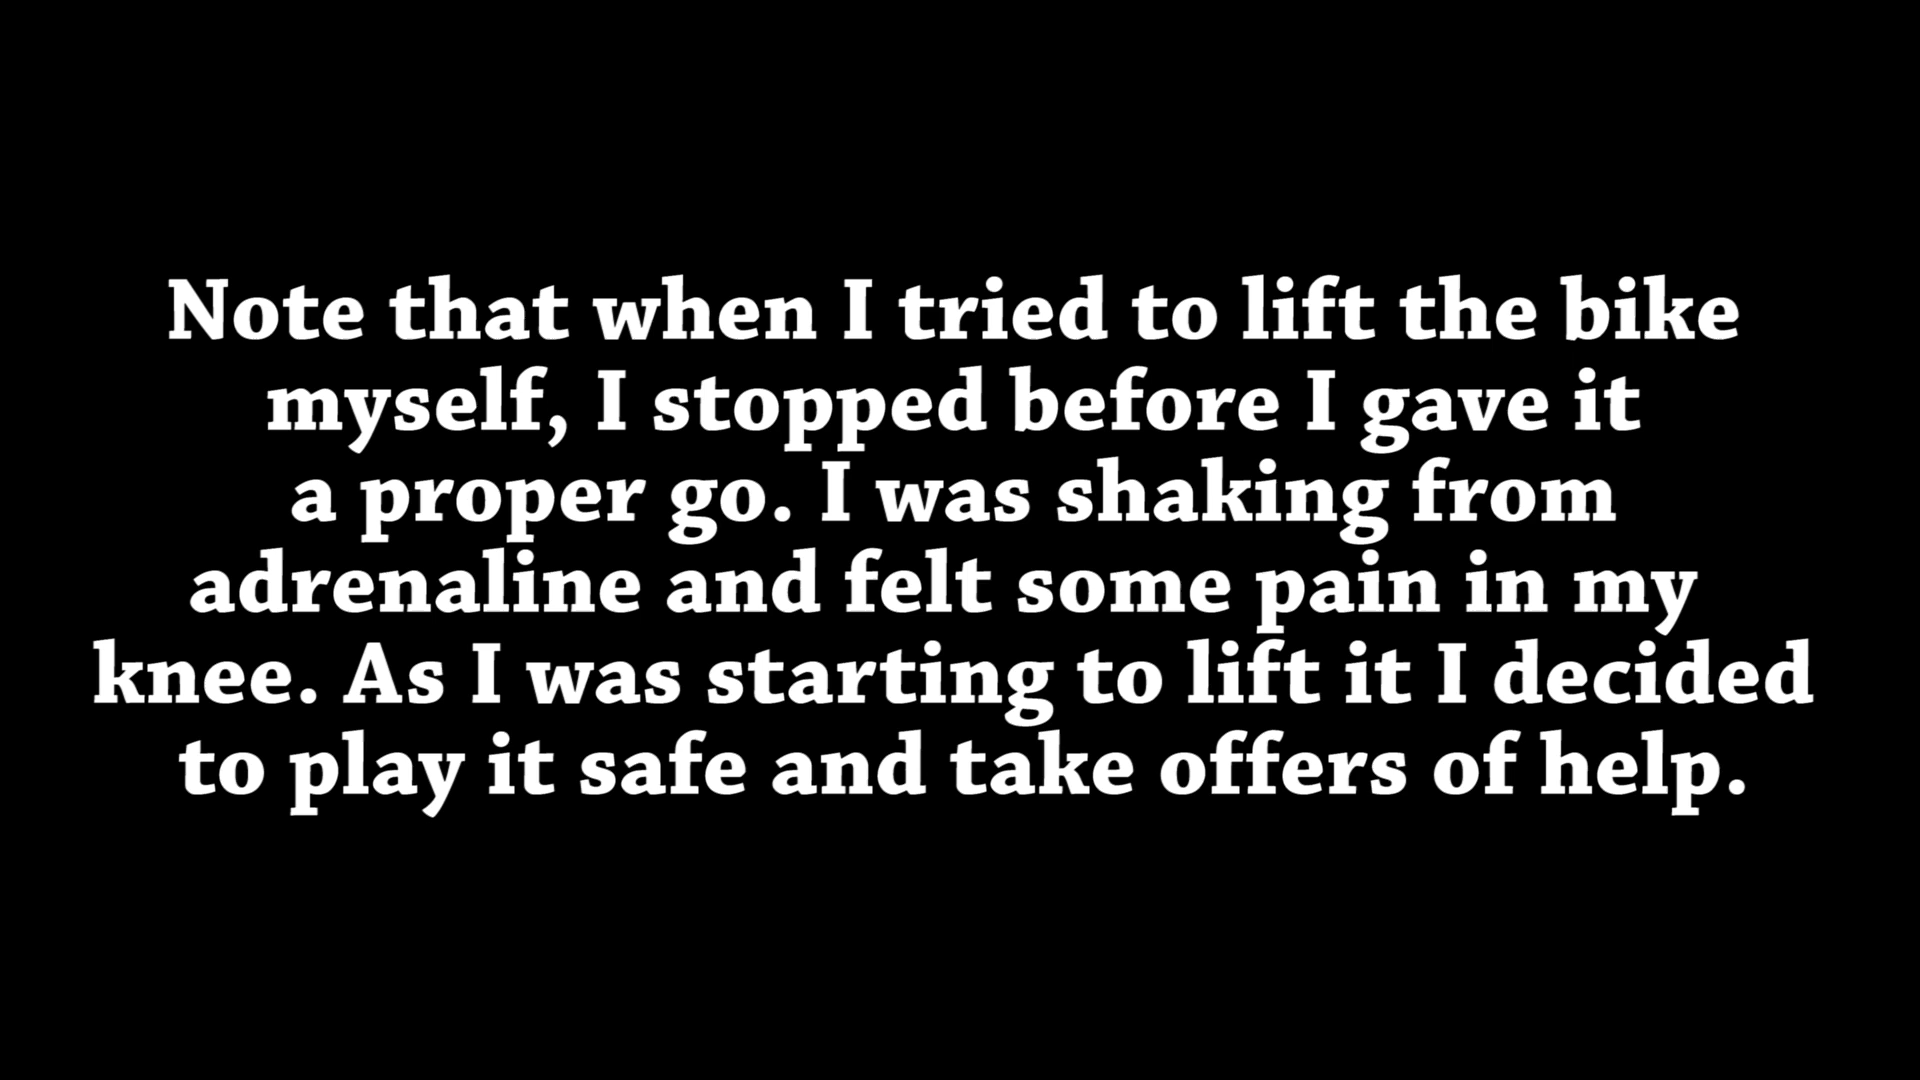 Note that when I tried to lift the bike
myself, I stopped before I gave it
a proper go. I was shaking from
adrenaline and felt some pain in my
knee. As I was starting to lift it I decided
to play it safe and take offers of help.